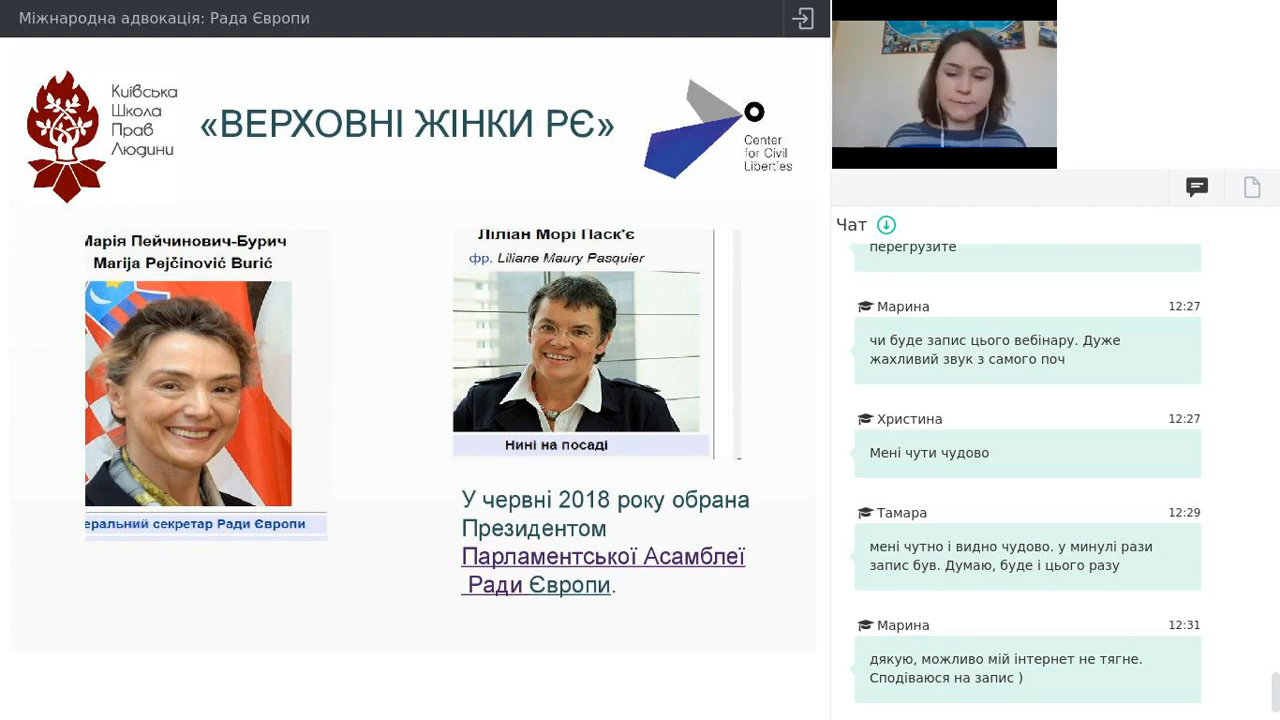 Міжнародна адвокація: Рада Європи
Київська
Школа
Прав
Людини
«ВЕРХОВНІ ЖІНКИ РЄ»
Center
for Civil
Liberties
Марія Пейчинович-Бурич
Marija Pejčinović Burić
еральний секретар Ради Європи
Ліліан Морі Паск'є
фр. Liliane Maury Pasquier
Нині на посаді
У червні 2018 року обрана
Президентом
Парламентської Асамблеї
Ради Європи.
Чат
перегрузите
Марина 12:27
чи буде запис цього вебінару. Дуже
жахливий звук з самого поч
Христина 12:27
Мені чути чудово
Тамара 12:29
мені чутно і видно чудово. у минулі рази
запис був. Думаю, буде і цього разу
Марина 12:31
дякую, можливо мій інтернет не тягне.
Сподіваюся на запис )